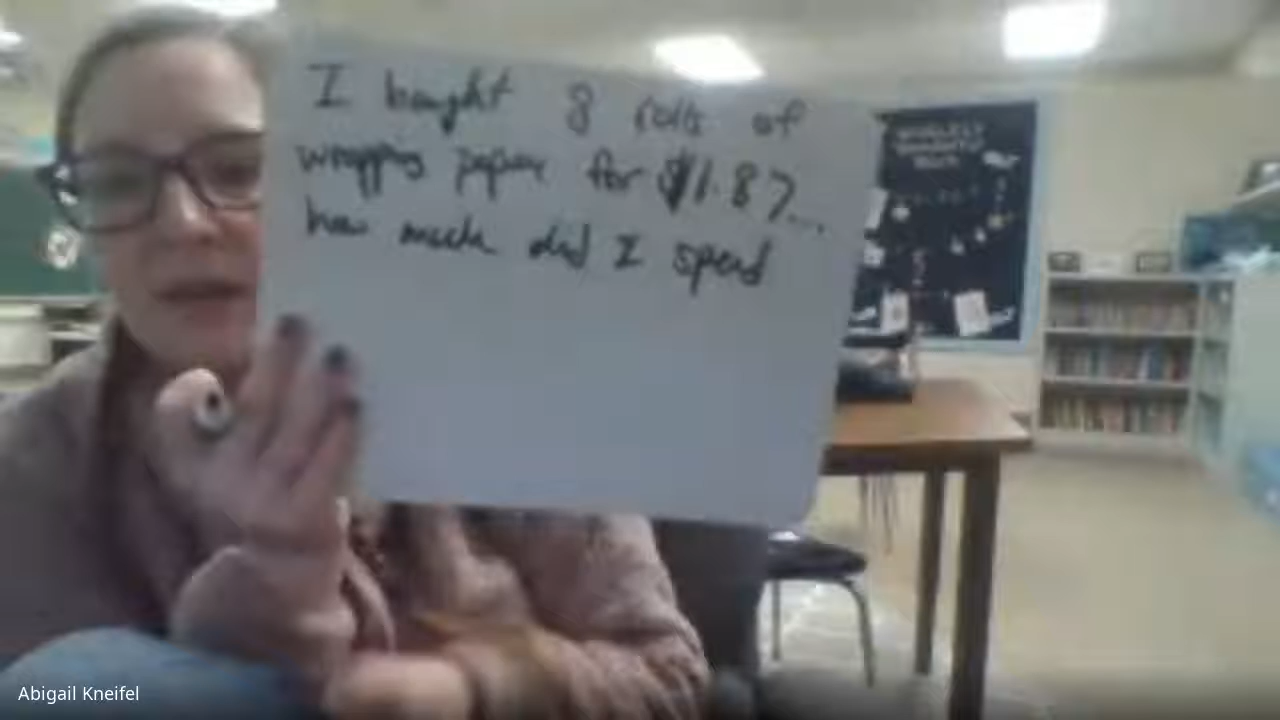 I bought 8 rolls of
wrapping paper for $1.87...
how much did I spend
Abigail Kneifel